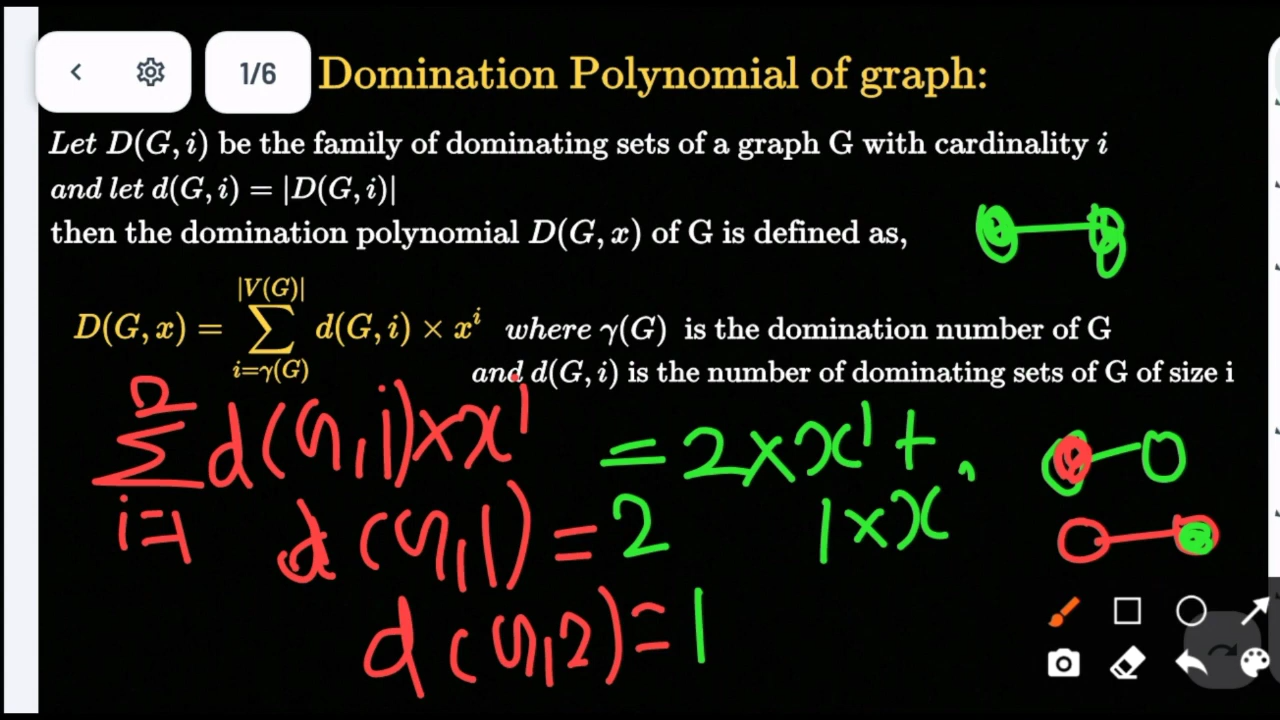 1/6
Domination Polynomial of graph:
Let D(G, i) be the family of dominating sets of a graph G with cardinality i
and let d(G, i) = |D(G, i)|
then the domination polynomial D(G, x) of G is defined as,
D(G, x) = \sum_{i=γ(G)}^{|V(G)|} d(G, i) × x^i where γ(G) is the domination number of G
and d(G, i) is the number of dominating sets of G of size i
\sum_{i=1}^{2} d(G, i) × x^i = 2 × x^1 +
d(G, 1) = 2 1 × x
d(G, 2) = 1